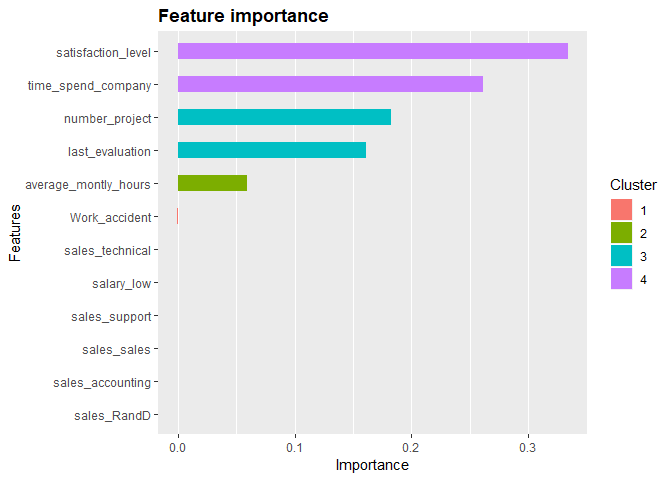 Feature importance
satisfaction_level
time_spend_company
number_project
last_evaluation
average_montly_hours
Work_accident
sales_technical
salary_low
sales_support
sales_sales
sales_accounting
sales_RandD
Features
0.0 0.1 0.2 0.3
Importance
Cluster
1
2
3
4